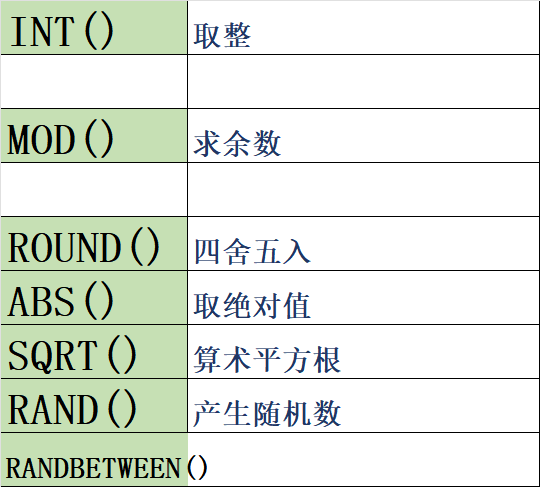 INT() 取整
MOD() 求余数
ROUND() 四舍五入
ABS() 取绝对值
SQRT() 算术平方根
RAND() 产生随机数
RANDBETWEEN()